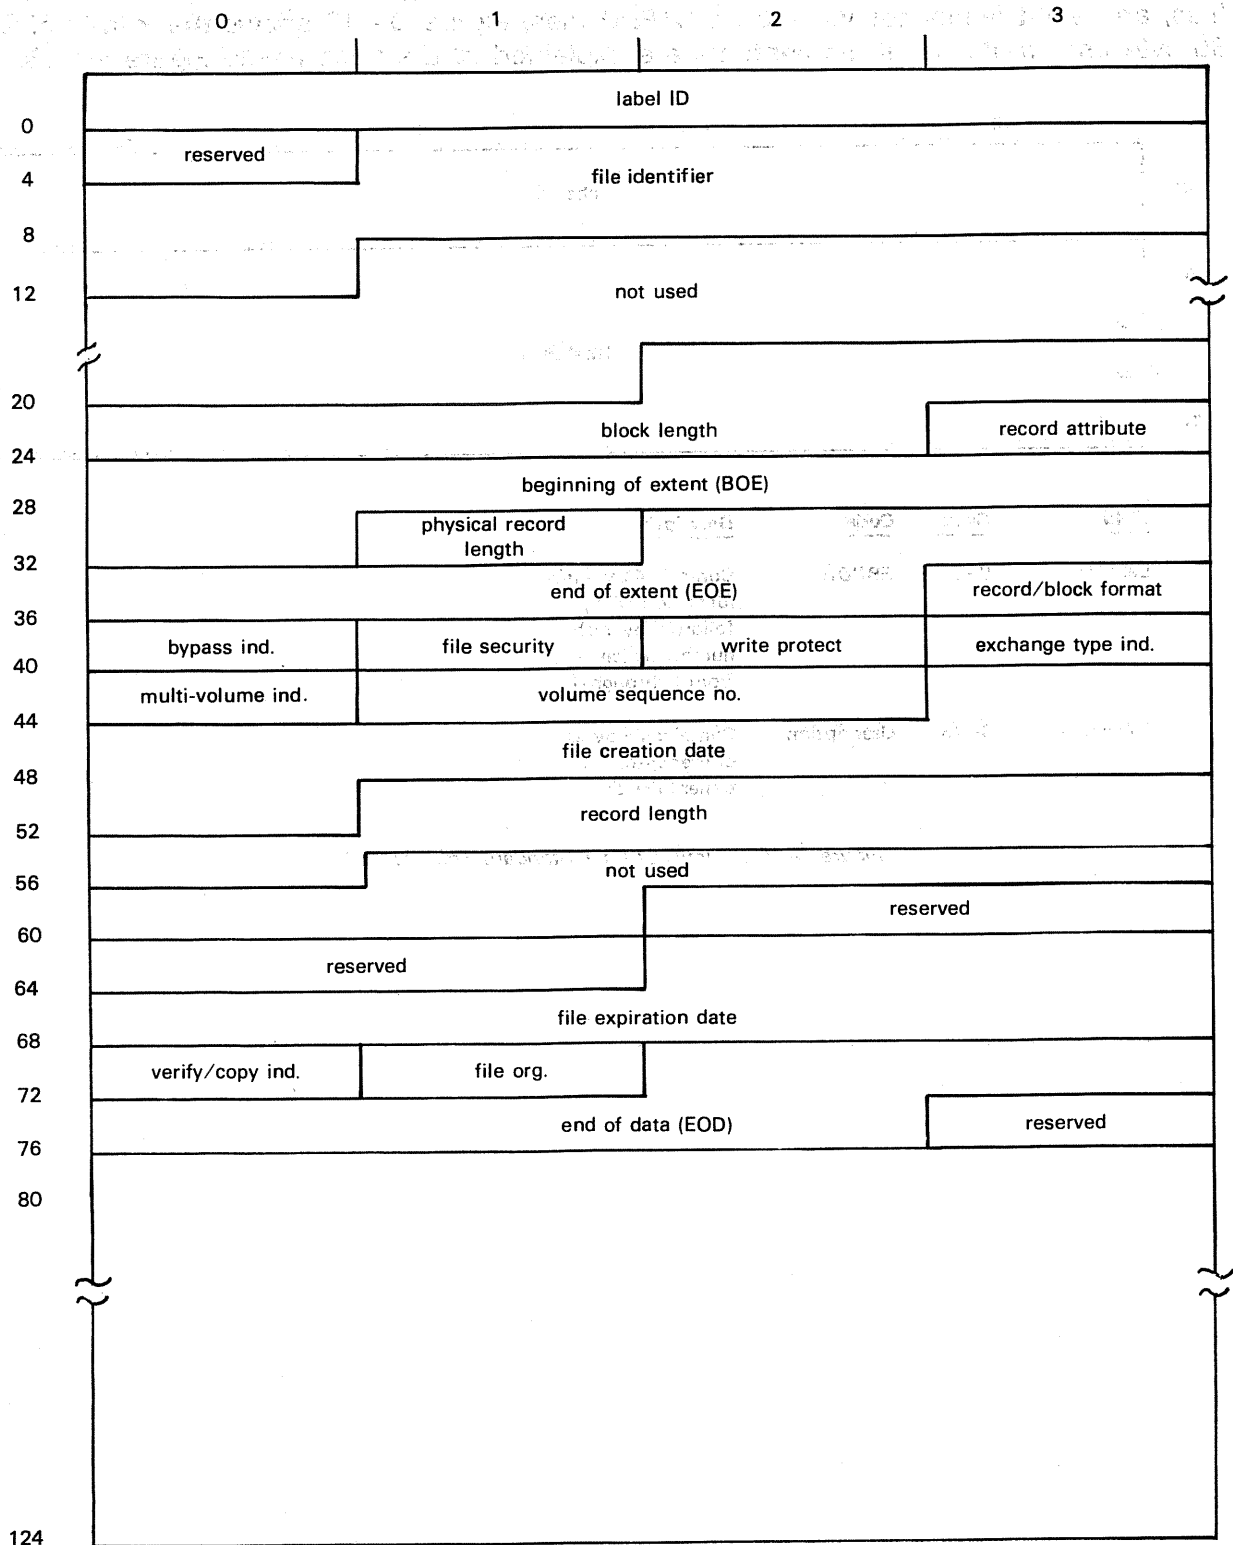 0 1 2 3
label ID
0
reserved
4
file identifier
8
12
not used
20
block length
record attribute
24
beginning of extent (BOE)
28
physical record
length
32
end of extent (EOE)
record/block format
36
bypass ind.
file security
write protect
exchange type ind.
40
multi-volume ind.
volume sequence no.
44
file creation date
48
record length
52
not used
56
reserved
60
reserved
64
file expiration date
68
verify/copy ind.
file org.
72
end of data (EOD)
reserved
76
80
124